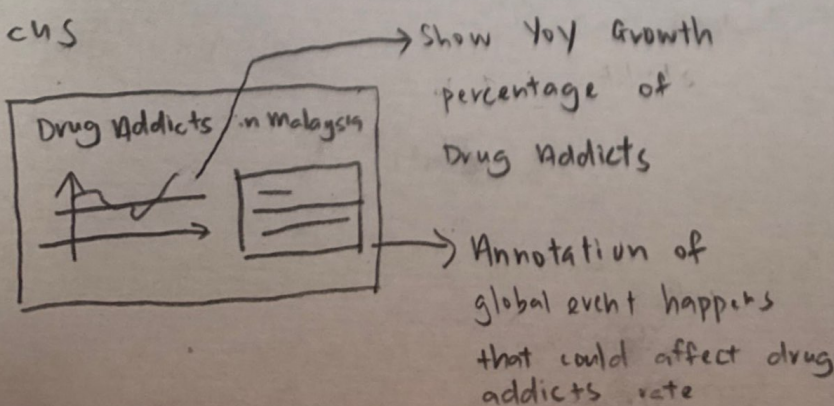 cus
Show YoY Growth
percentage of
Drug Addicts
Drug Addicts in Malaysia
Annotation of
global event happens
that could affect drug
addicts rate